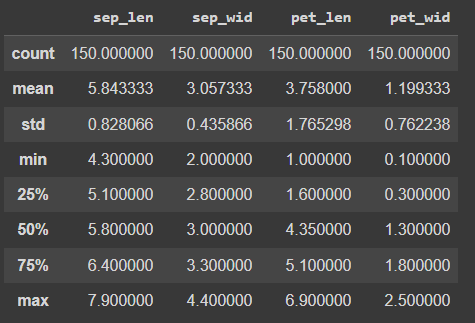 sep_len sep_wid pet_len pet_wid
count 150.000000 150.000000 150.000000 150.000000
mean 5.843333 3.057333 3.758000 1.199333
std 0.828066 0.435866 1.765298 0.762238
min 4.300000 2.000000 1.000000 0.100000
25% 5.100000 2.800000 1.600000 0.300000
50% 5.800000 3.000000 4.350000 1.300000
75% 6.400000 3.300000 5.100000 1.800000
max 7.900000 4.400000 6.900000 2.500000